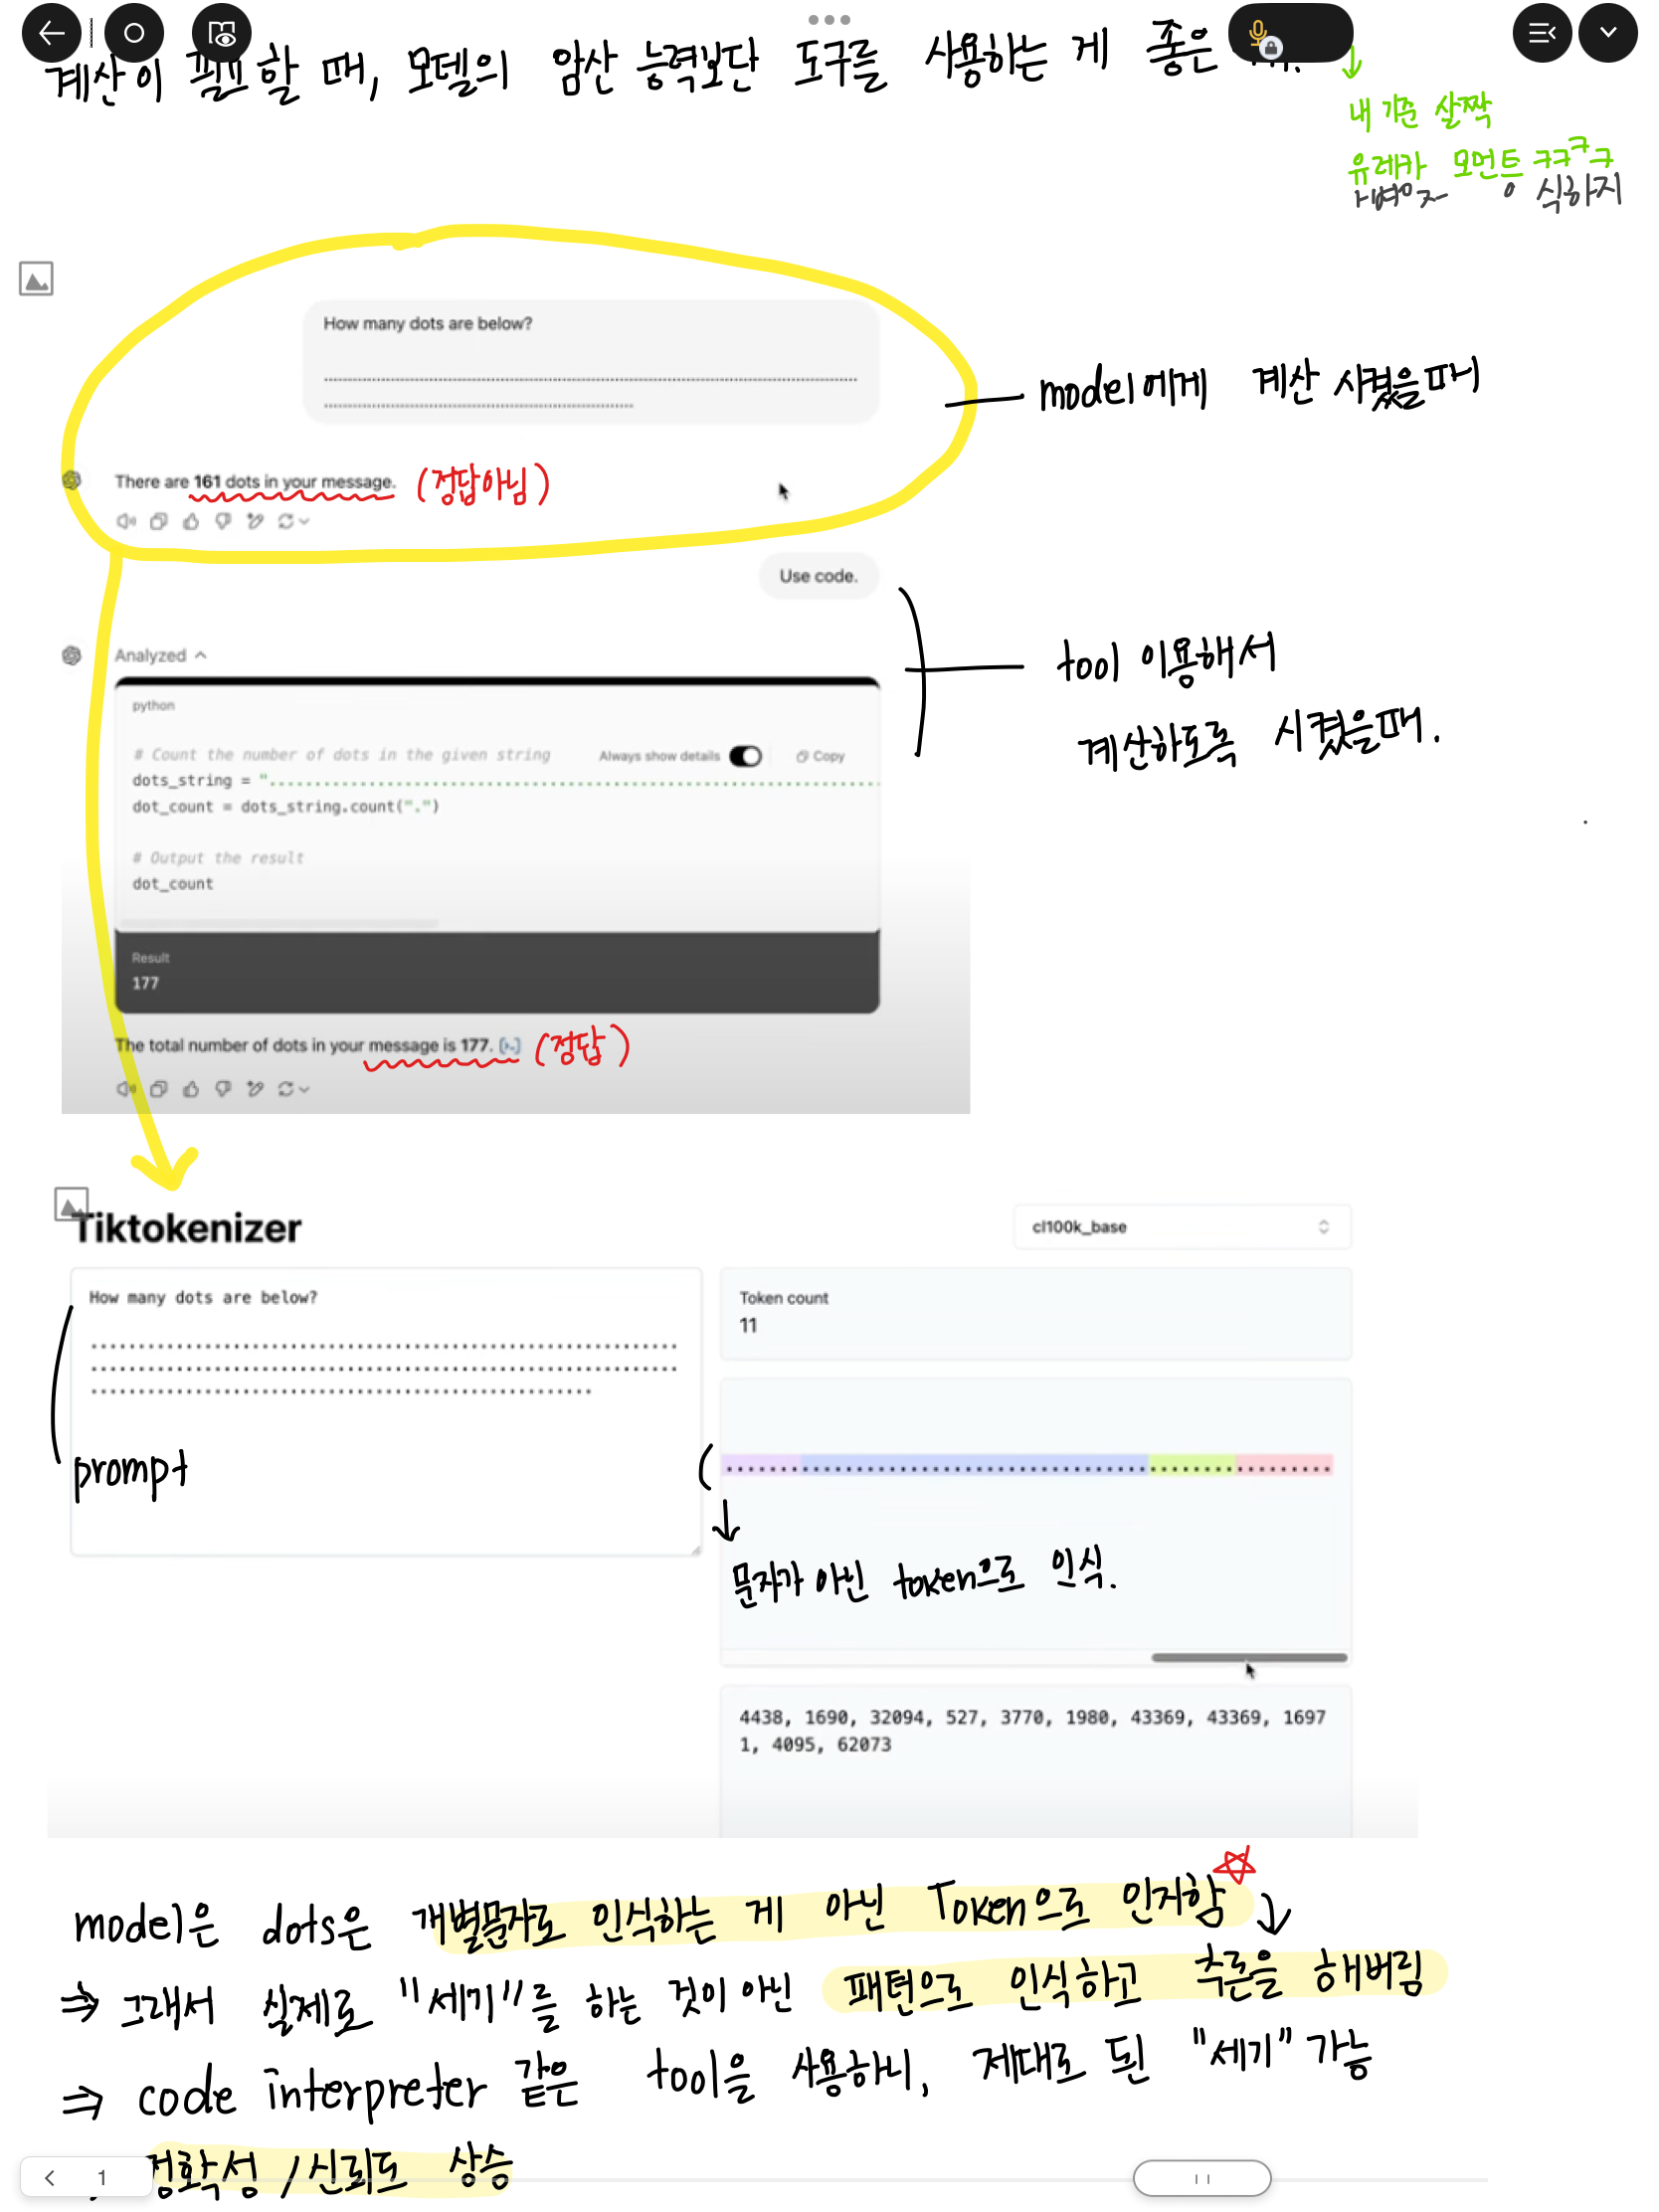 계산이 필요할 때, 모델의 암산 능력보단 도구를 사용하는 게 좋은
내 기준 살짝
유레카 모먼트 ㅋㅋㅋㅋ
식하지
How many dots are below?
model에게 계산 시켰을때
There are 161 dots in your message. (정답아님)
Use code.
Analyzed
tool 이용해서
계산하도록 시켰을때.
python
# Count the number of dots in the given string
Always show details
Copy
dots_string = "
dot_count = dots_string.count(".")
# Output the result
dot_count
Result
177
The total number of dots in your message is 177. [>-] (정답)
Tiktokenizer
cl100k_base
How many dots are below?
Token count
11
prompt
문자가 아닌 token으로 인식.
4438, 1690, 32094, 527, 3770, 1980, 43369, 43369, 1697
1, 4095, 62073
model은 dots은 개별문자로 인식하는 게 아닌 Token으로 인지함
⇒ 그래서 실제로 "세기"를 하는 것이 아닌 패턴으로 인식하고 추론을 해버림
⇒ code interpreter 같은 tool을 사용하니, 제대로 된 "세기" 가능
정확성 / 신뢰도 상승
1